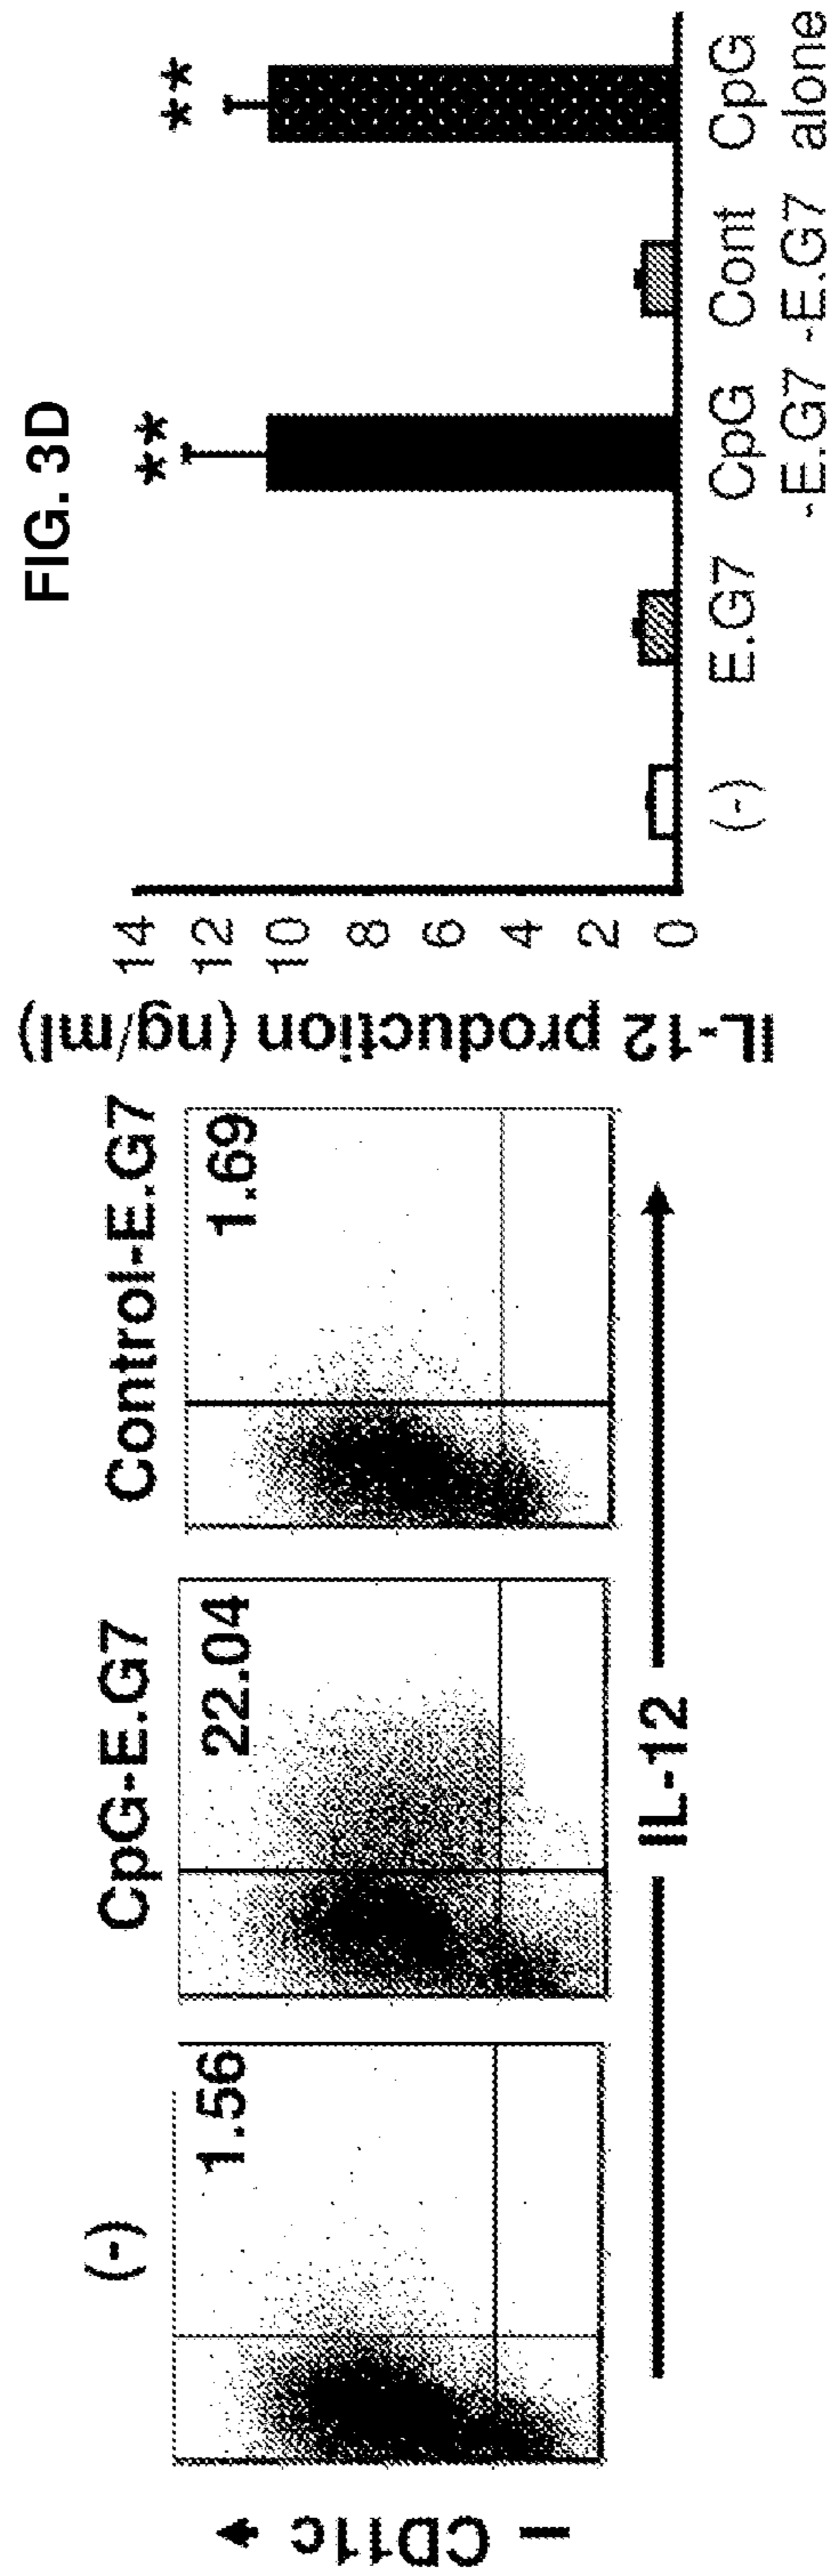 FIG. 3D
(-)
CpG-E.G7
Control-E.G7
1.56
22.04
1.69
CD11c
IL-12
IL-12 production (ng/ml)
14
12
10
8
6
4
2
0
**
**
(-)
E.G7
CpG
-E.G7
Cont
-E.G7
CpG
alone